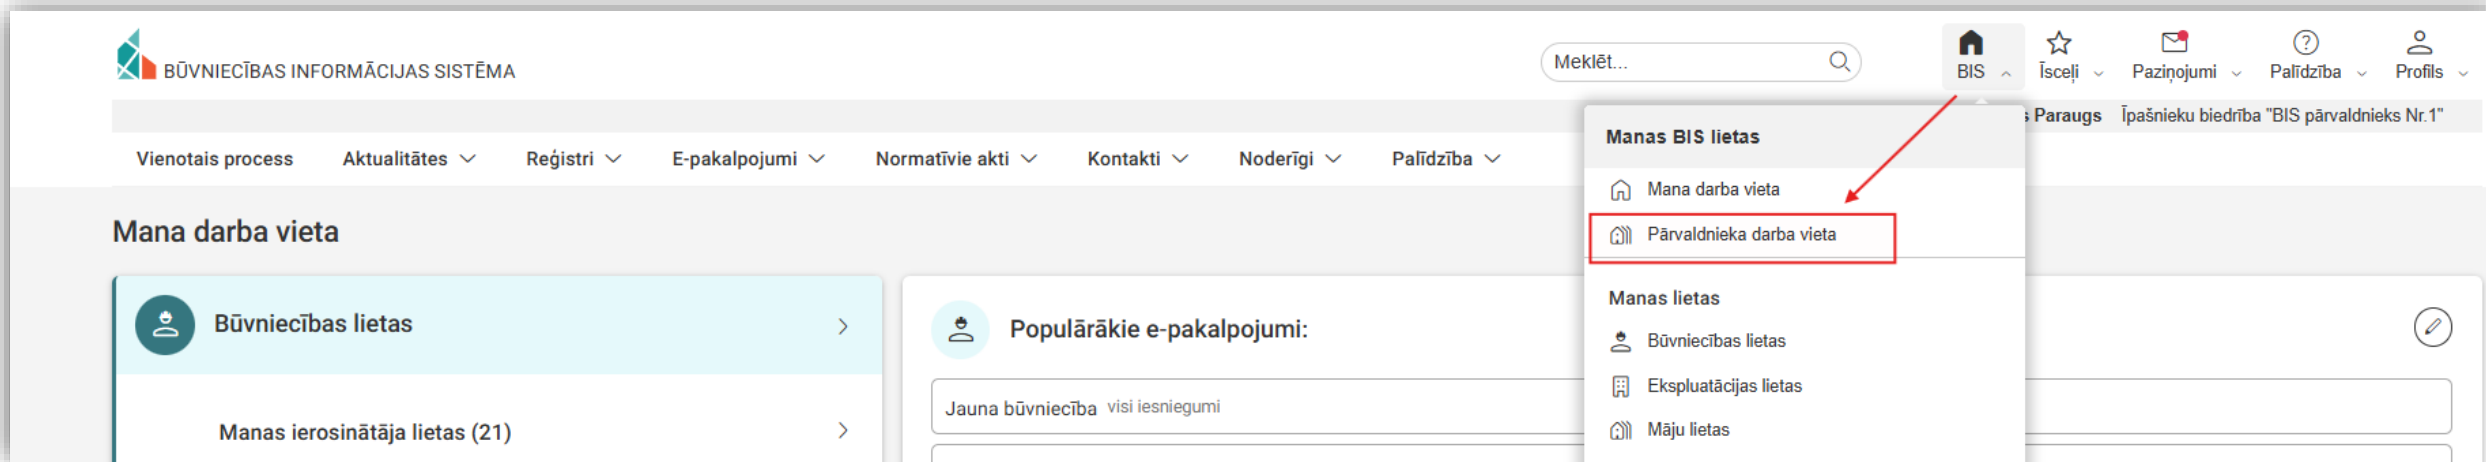 BŪVNIECĪBAS INFORMĀCIJAS SISTĒMA
Meklēt...
BIS
Īsceļi
Paziņojumi
Palīdzība
Profils
Paraugs Īpašnieku biedrība "BIS pārvaldnieks Nr.1"
Vienotais process Aktualitātes Reģistri E-pakalpojumi Normatīvie akti Kontakti Noderīgi Palīdzība
Manas BIS lietas
Mana darba vieta
Pārvaldnieka darba vieta
Manas lietas
Būvniecības lietas
Ekspluatācijas lietas
Māju lietas
Mana darba vieta
Būvniecības lietas
Manas ierosinātāja lietas (21)
Populārākie e-pakalpojumi:
Jauna būvniecība visi iesniegumi